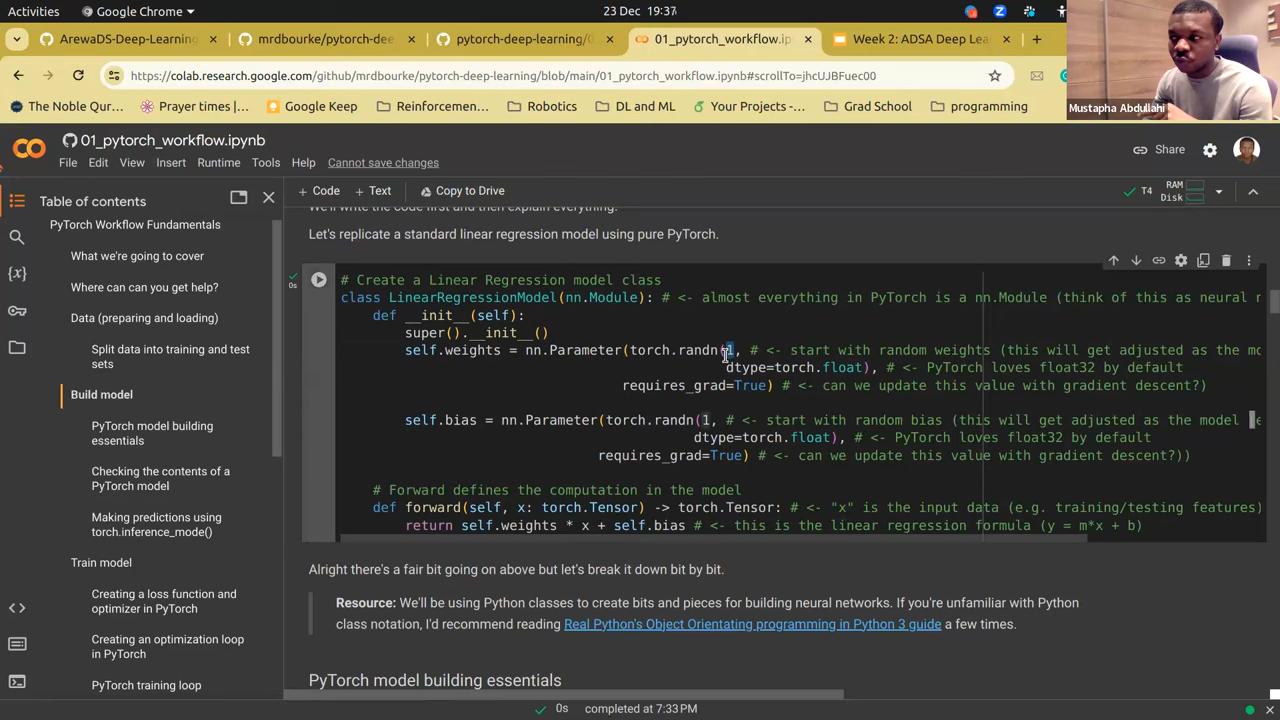 Activities Google Chrome 23 Dec 19:37
ArewaDS-Deep-Learning mrdbourke/pytorch-dee pytorch-deep-learning/0 01_pytorch_workflow.ipy Week 2: ADSA Deep Lea
https://colab.research.google.com/github/mrdbourke/pytorch-deep-learning/blob/main/01_pytorch_workflow.ipynb#scrollTo=jhcUJBFuec00
The Noble Qur... Prayer times |... Google Keep Reinforcemen... Robotics DL and ML Your Projects -... Grad School programming
Mustapha Abdullahi
01_pytorch_workflow.ipynb
File Edit View Insert Runtime Tools Help Cannot save changes
Share
+ Code + Text Copy to Drive
T4 RAM Disk
Table of contents
PyTorch Workflow Fundamentals
What we're going to cover
Where can can you get help?
Data (preparing and loading)
Split data into training and test sets
Build model
PyTorch model building essentials
Checking the contents of a PyTorch model
Making predictions using torch.inference_mode()
Train model
Creating a loss function and optimizer in PyTorch
Creating an optimization loop in PyTorch
PyTorch training loop
We'll write the code first and then explain everything.
Let's replicate a standard linear regression model using pure PyTorch.
0s
# Create a Linear Regression model class
class LinearRegressionModel(nn.Module): # <- almost everything in PyTorch is a nn.Module (think of this as neural n
def __init__(self):
super().__init__()
self.weights = nn.Parameter(torch.randn(1, # <- start with random weights (this will get adjusted as the mo
dtype=torch.float), # <- PyTorch loves float32 by default
requires_grad=True) # <- can we update this value with gradient descent?)
self.bias = nn.Parameter(torch.randn(1, # <- start with random bias (this will get adjusted as the model
dtype=torch.float), # <- PyTorch loves float32 by default
requires_grad=True) # <- can we update this value with gradient descent?))
# Forward defines the computation in the model
def forward(self, x: torch.Tensor) -> torch.Tensor: # <- "x" is the input data (e.g. training/testing features)
return self.weights * x + self.bias # <- this is the linear regression formula (y = m*x + b)
Alright there's a fair bit going on above but let's break it down bit by bit.
Resource: We'll be using Python classes to create bits and pieces for building neural networks. If you're unfamiliar with Python
class notation, I'd recommend reading Real Python's Object Orientating programming in Python 3 guide a few times.
PyTorch model building essentials
0s completed at 7:33 PM